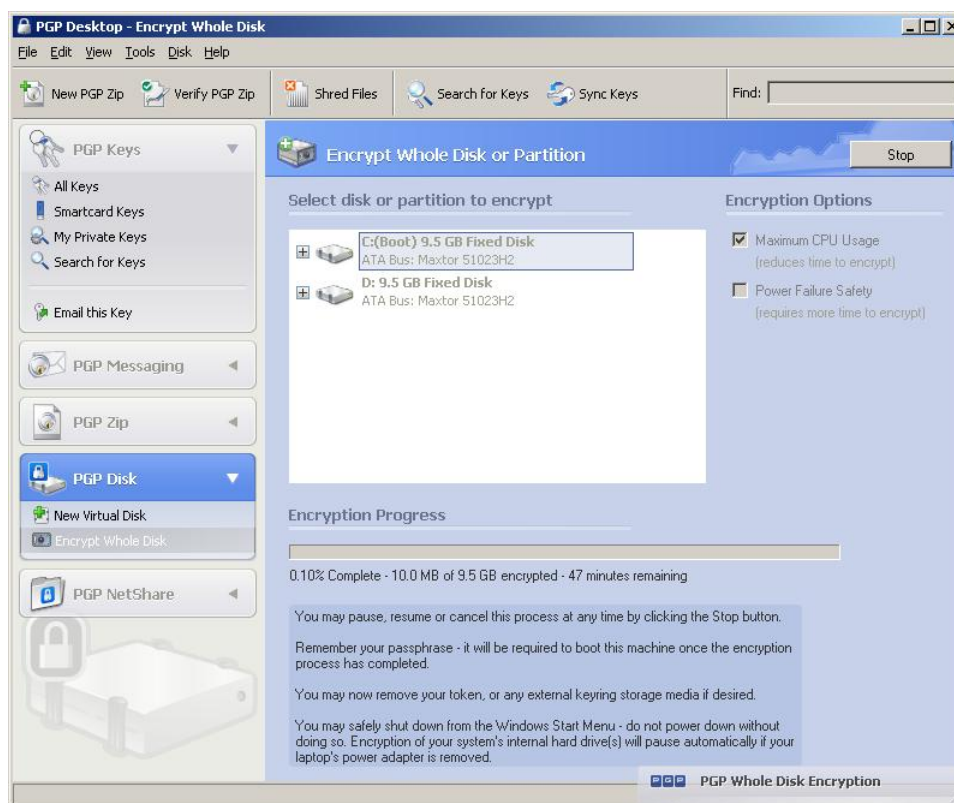 PGP Desktop - Encrypt Whole Disk
File Edit View Tools Disk Help
New PGP Zip Verify PGP Zip Shred Files Search for Keys Sync Keys Find:
PGP Keys
All Keys
Smartcard Keys
My Private Keys
Search for Keys
Email this Key
PGP Messaging
PGP Zip
PGP Disk
New Virtual Disk
Encrypt Whole Disk
PGP NetShare
Encrypt Whole Disk or Partition
Stop
Select disk or partition to encrypt
C:(Boot) 9.5 GB Fixed Disk
ATA Bus: Maxtor 51023H2
D: 9.5 GB Fixed Disk
ATA Bus: Maxtor 51023H2
Encryption Options
Maximum CPU Usage
(reduces time to encrypt)
Power Failure Safety
(requires more time to encrypt)
Encryption Progress
0.10% Complete - 10.0 MB of 9.5 GB encrypted - 47 minutes remaining
You may pause, resume or cancel this process at any time by clicking the Stop button.
Remember your passphrase - it will be required to boot this machine once the encryption
process has completed.
You may now remove your token, or any external keyring storage media if desired.
You may safely shut down from the Windows Start Menu - do not power down without
doing so. Encryption of your system's internal hard drive(s) will pause automatically if your
laptop's power adapter is removed.
PGP PGP Whole Disk Encryption